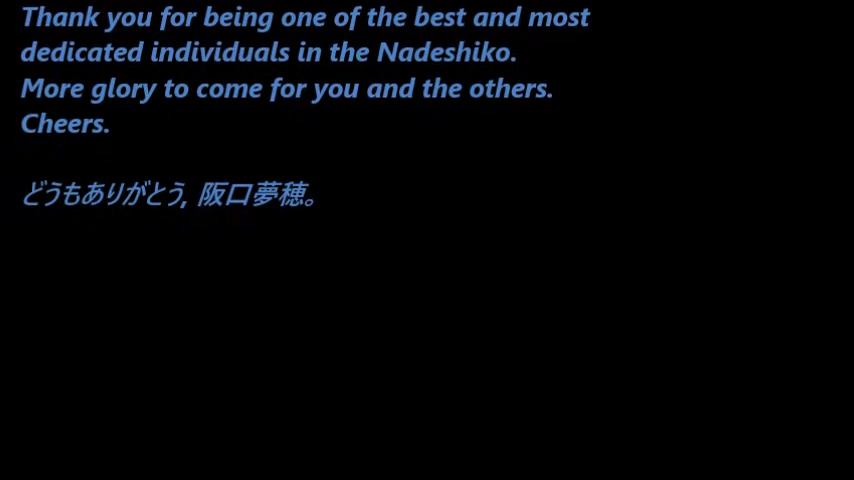 Thank you for being one of the best and most
dedicated individuals in the Nadeshiko.
More glory to come for you and the others.
Cheers.
どうもありがとう, 阪口夢穂。